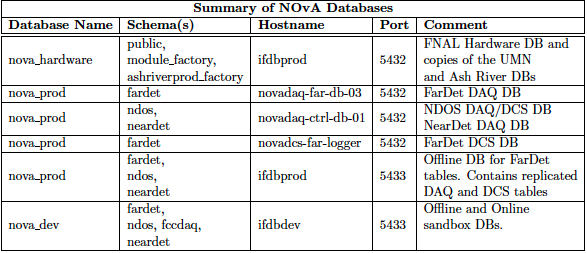 Summary of NOνA Databases
Database Name Schema(s) Hostname Port Comment
nova_hardware public, module_factory, ashriverprod_factory ifdbprod 5432 FNAL Hardware DB and copies of the UMN and Ash River DBs
nova_prod fardet novadaq-far-db-03 5432 FarDet DAQ DB
nova_prod ndos, neardet novadaq-ctrl-db-01 5432 NDOS DAQ/DCS DB NearDet DAQ DB
nova_prod fardet novadcs-far-logger 5432 FarDet DCS DB
nova_prod fardet, ndos, neardet ifdbprod 5433 Offline DB for FarDet tables. Contains replicated DAQ and DCS tables
nova_dev fardet, ndos, fccdaq, neardet ifdbdev 5433 Offline and Online sandbox DBs.